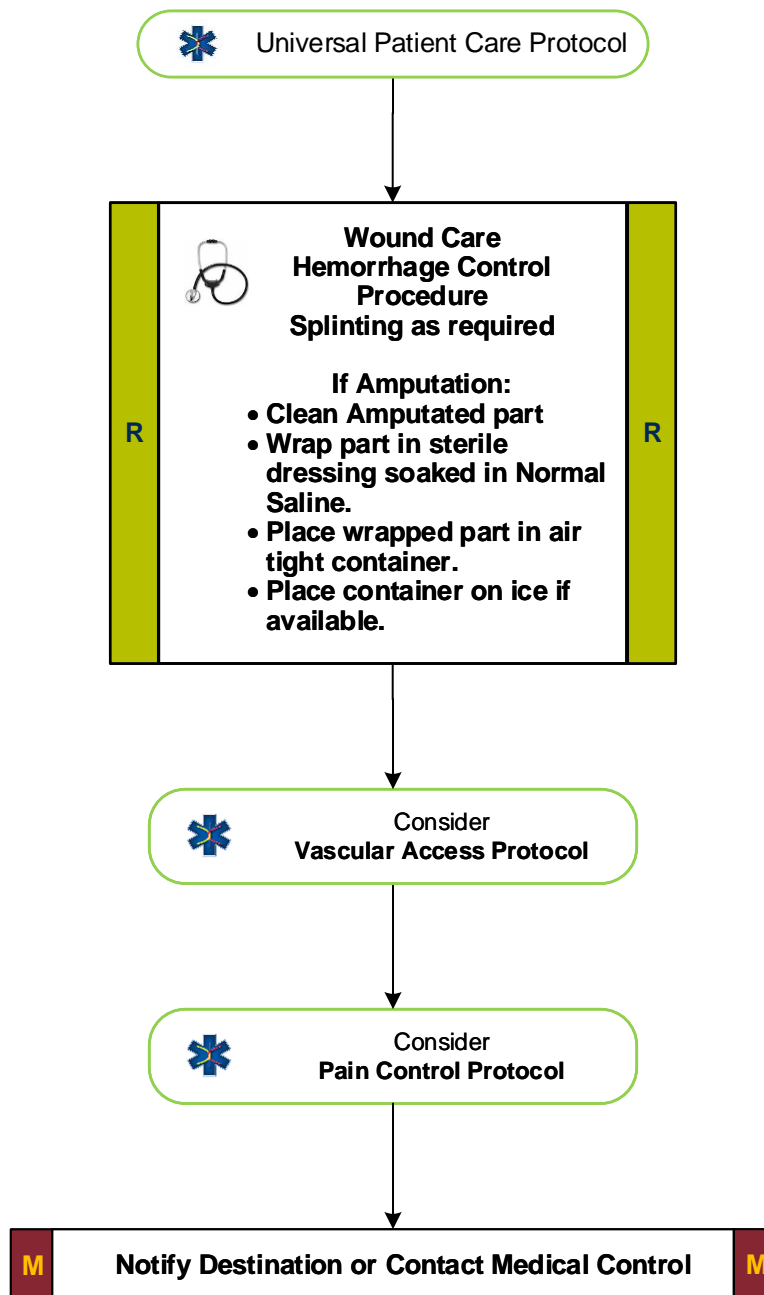 Universal Patient Care Protocol
Wound Care
Hemorrhage Control
Procedure
Splinting as required
If Amputation:
• Clean Amputated part
• Wrap part in sterile
dressing soaked in Normal
Saline.
• Place wrapped part in air
tight container.
• Place container on ice if
available.
R
R
Consider
Vascular Access Protocol
Consider
Pain Control Protocol
M
Notify Destination or Contact Medical Control
M